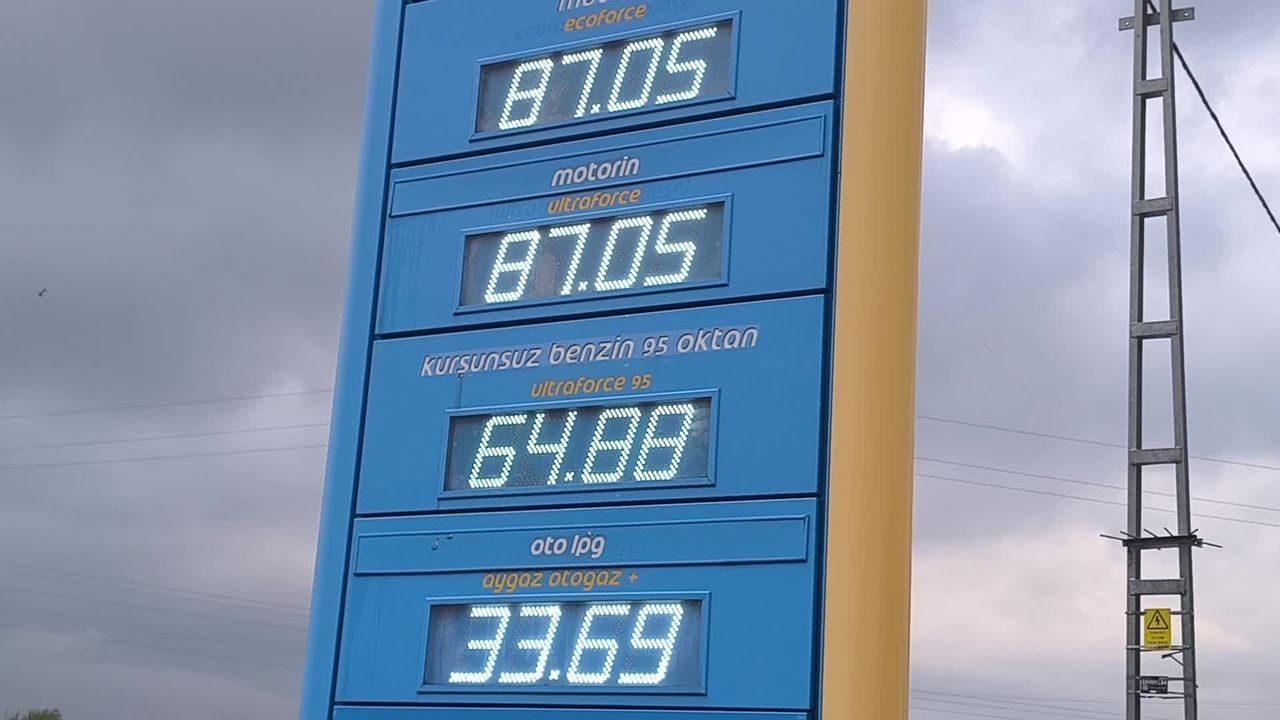 ecoforce
87.05
motorin
ultraforce
87.05
kurşunsuz benzin 95 oktan
ultraforce 95
64.88
oto lpg
aygaz otogaz +
33.69